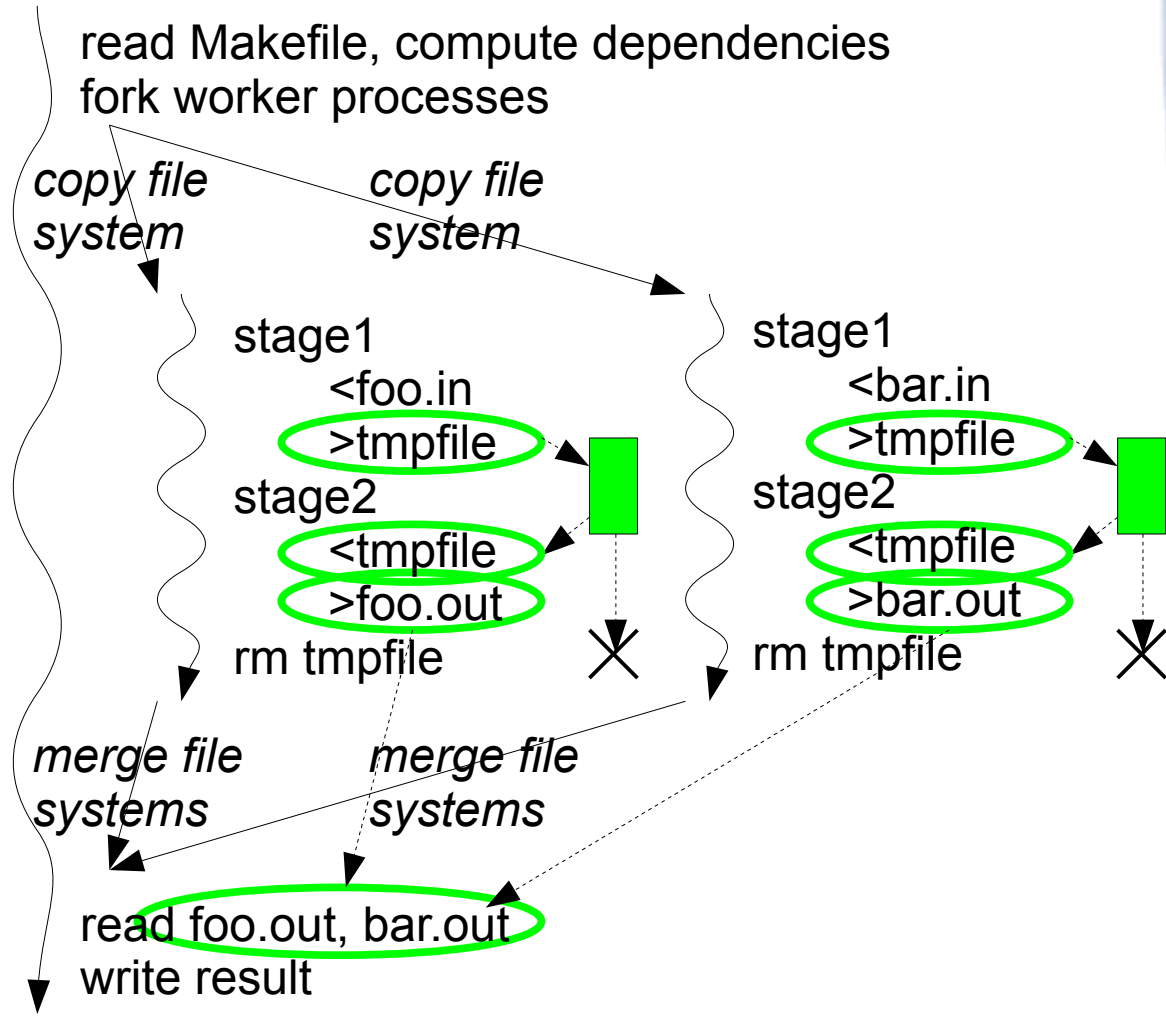 read Makefile, compute dependencies
fork worker processes
copy file
system
copy file
system
stage1
<foo.in
>tmpfile
stage2
<tmpfile
>foo.out
rm tmpfile
stage1
<bar.in
>tmpfile
stage2
<tmpfile
>bar.out
rm tmpfile
merge file
systems
merge file
systems
read foo.out, bar.out
write result